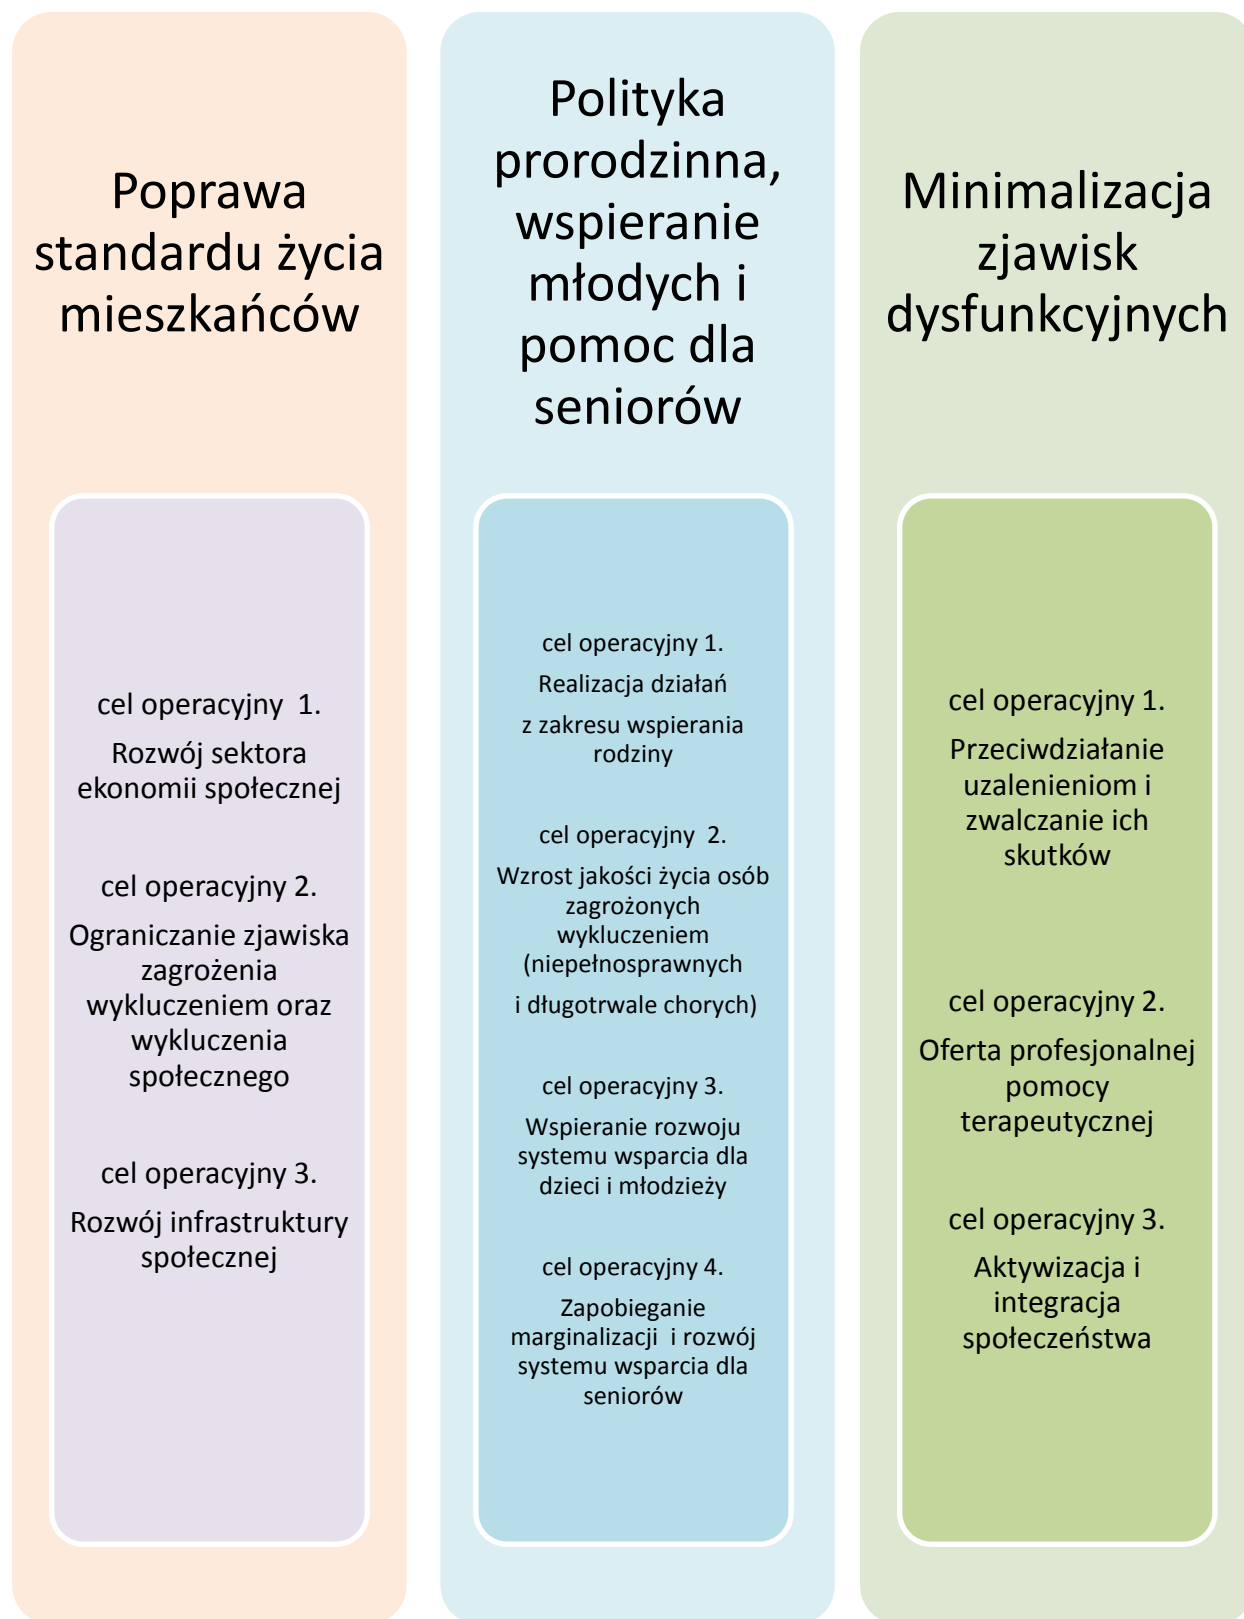 Poprawa
standardu życia
mieszkańców
cel operacyjny  1.
Rozwój sektora
ekonomii społecznej
cel operacyjny 2.
Ograniczanie zjawiska
zagrożenia
wykluczeniem oraz
wykluczenia
społecznego
cel operacyjny 3.
Rozwój infrastruktury
społecznej
Polityka
prorodzinna,
wspieranie
młodych i
pomoc dla
seniorów
cel operacyjny 1.
Realizacja działań
z zakresu wspierania
rodziny
cel operacyjny  2.
Wzrost jakości życia osób
zagrożonych
wykluczeniem
(niepełnosprawnych
i długotrwale chorych)
cel operacyjny 3.
Wspieranie rozwoju
systemu wsparcia dla
dzieci i młodzieży
cel operacyjny 4.
Zapobieganie
marginalizacji  i rozwój
systemu wsparcia dla
seniorów
Minimalizacja
zjawisk
dysfunkcyjnych
cel operacyjny 1.
Przeciwdziałanie
uzalenieniom i
zwalczanie ich
skutków
cel operacyjny 2.
Oferta profesjonalnej
pomocy
terapeutycznej
cel operacyjny 3.
Aktywizacja i
integracja
społeczeństwa